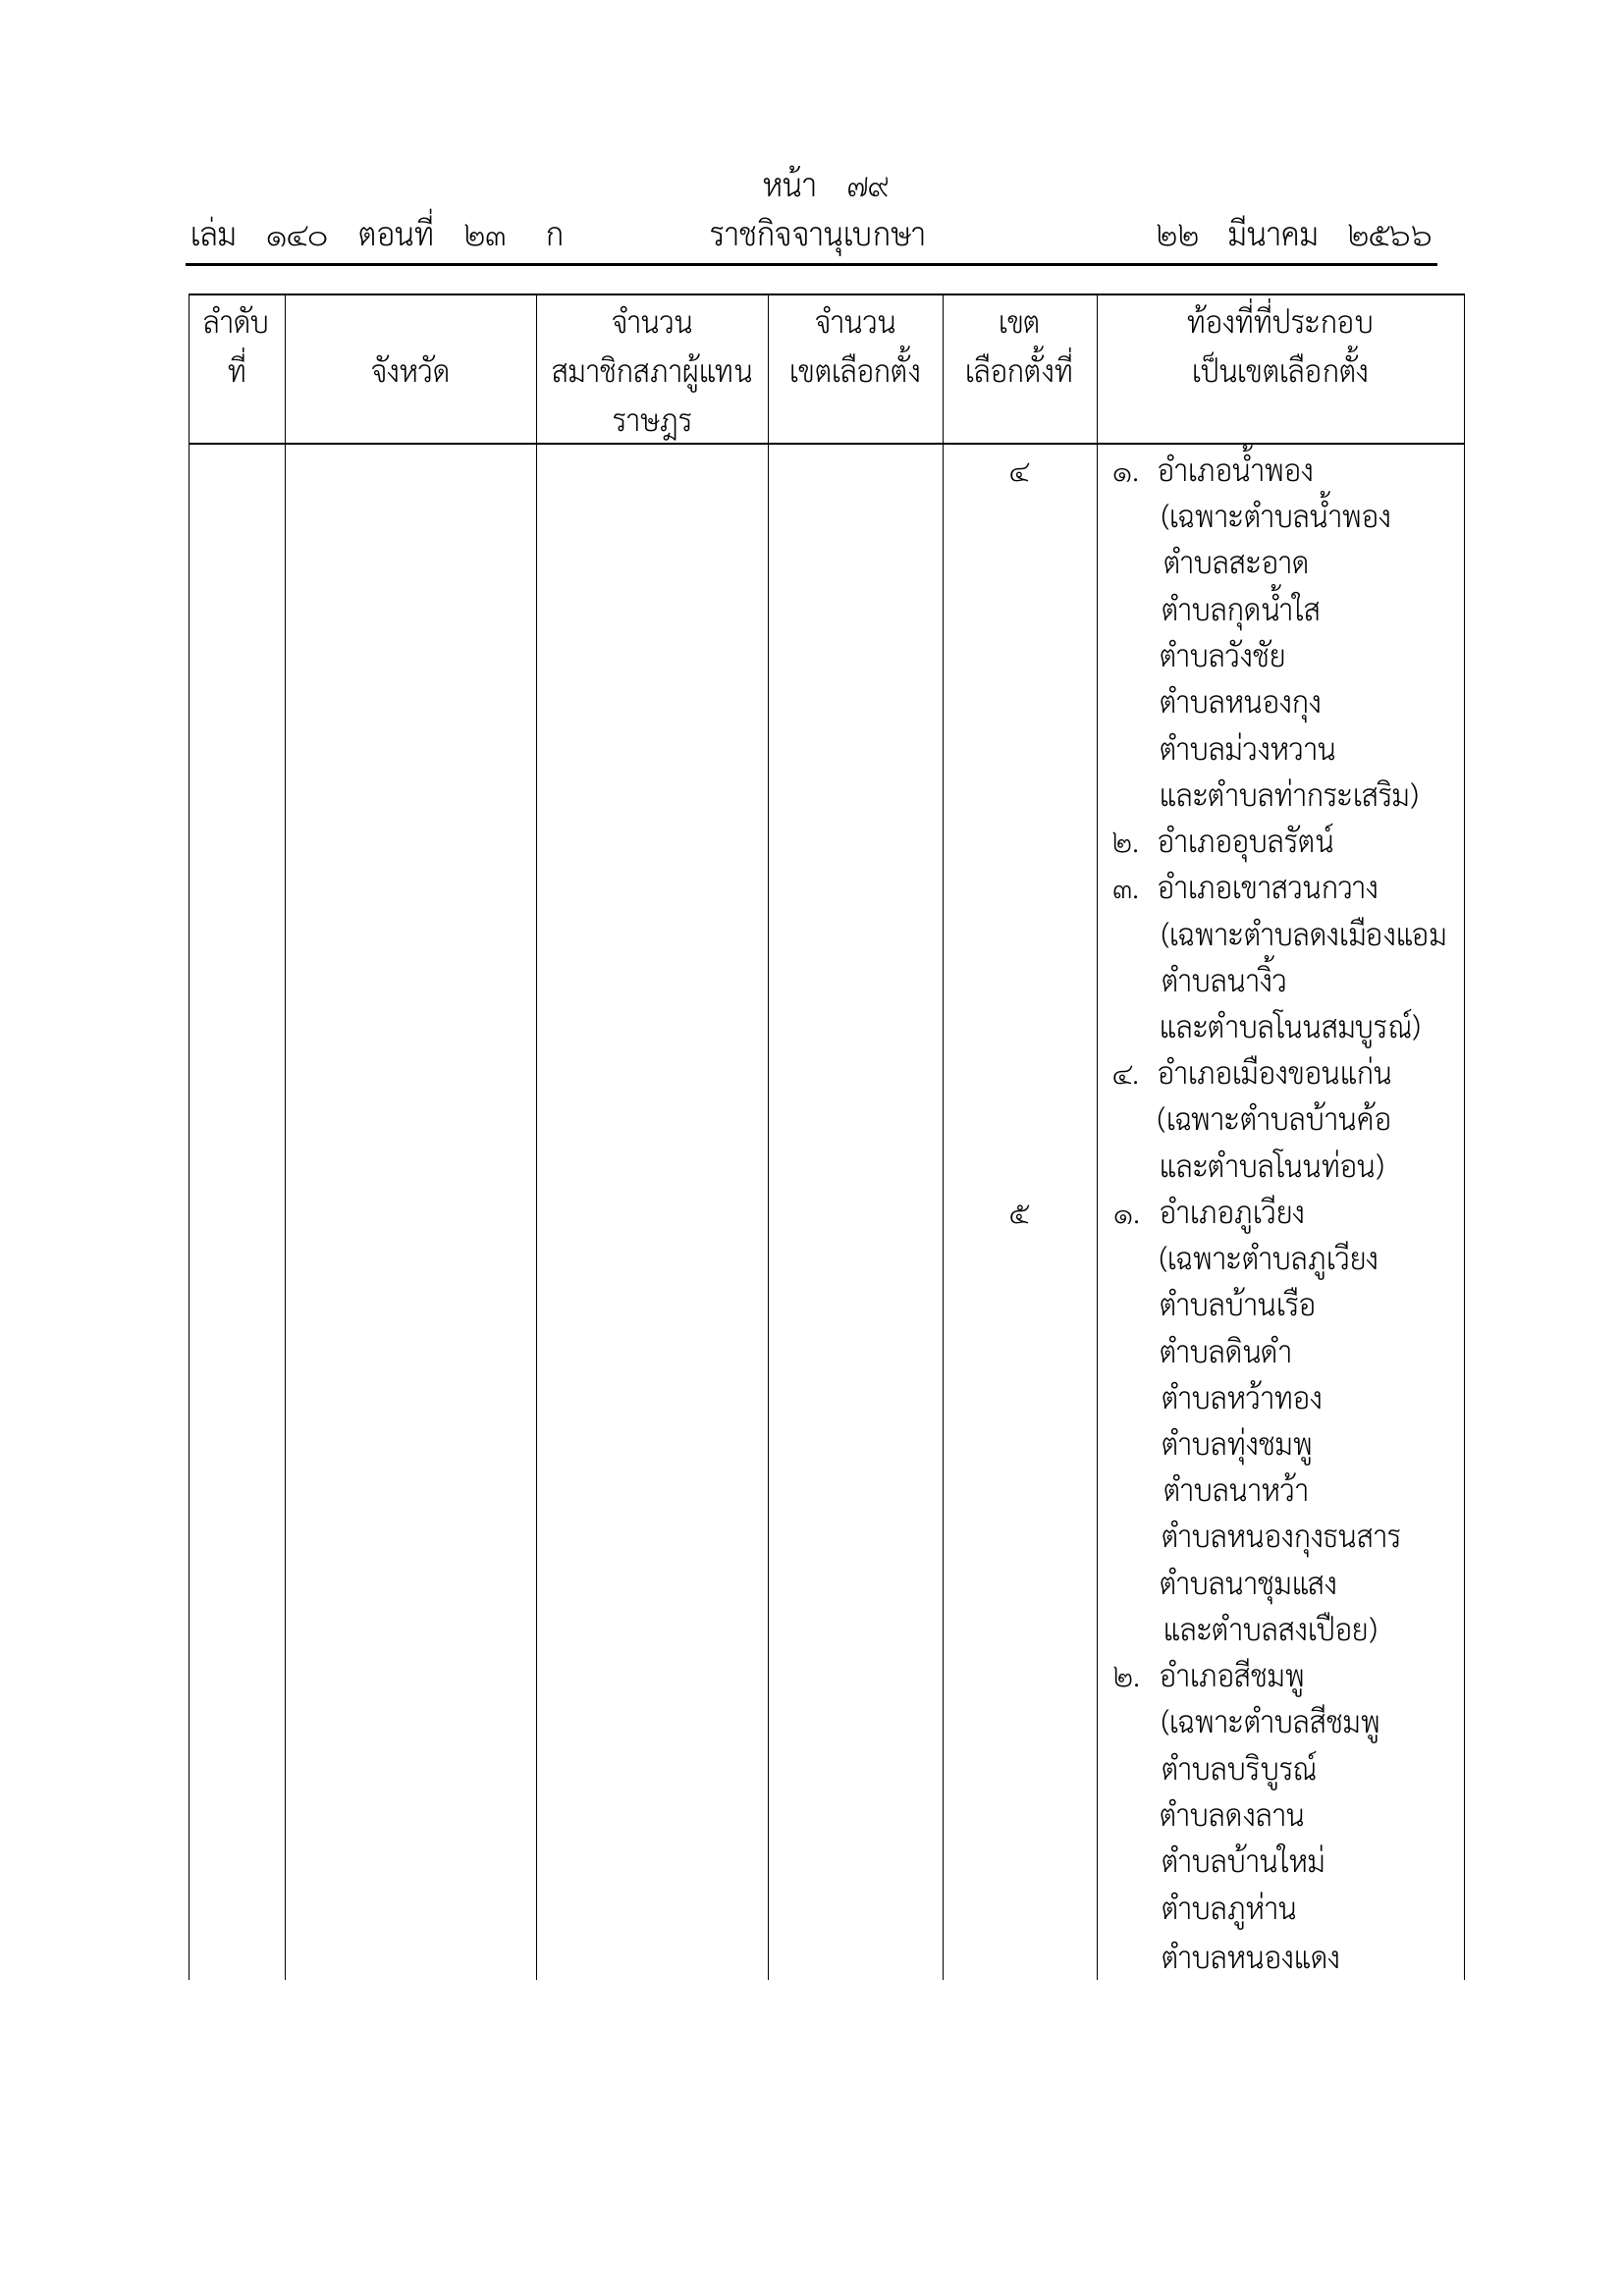 หน้า ๗๙
เล่ม ๑๔๐ ตอนที่ ๒๓ ก ราชกิจจานุเบกษา ๒๒ มีนาคม ๒๕๖๖
ลำดับ จำนวน จำนวน เขต ท้องที่ที่ประกอบ
ที่ จังหวัด สมาชิกสภาผู้แทน เขตเลือกตั้ง เลือกตั้งที่ เป็นเขตเลือกตั้ง
ราษฎร
๔ ๑. อำเภอน้ำพอง
(เฉพาะตำบลน้ำพอง
ตำบลสะอาด
ตำบลกุดน้ำใส
ตำบลวังชัย
ตำบลหนองกุง
ตำบลม่วงหวาน
และตำบลท่ากระเสริม)
๒. อำเภออุบลรัตน์
๓. อำเภอเขาสวนกวาง
(เฉพาะตำบลดงเมืองแอม
ตำบลนางิ้ว
และตำบลโนนสมบูรณ์)
๔. อำเภอเมืองขอนแก่น
(เฉพาะตำบลบ้านค้อ
และตำบลโนนท่อน)
๕ ๑. อำเภอภูเวียง
(เฉพาะตำบลภูเวียง
ตำบลบ้านเรือ
ตำบลดินดำ
ตำบลหว้าทอง
ตำบลทุ่งชมพู
ตำบลนาหว้า
ตำบลหนองกุงธนสาร
ตำบลนาชุมแสง
และตำบลสงเปือย)
๒. อำเภอสีชมพู
(เฉพาะตำบลสีชมพู
ตำบลบริบูรณ์
ตำบลดงลาน
ตำบลบ้านใหม่
ตำบลภูห่าน
ตำบลหนองแดง